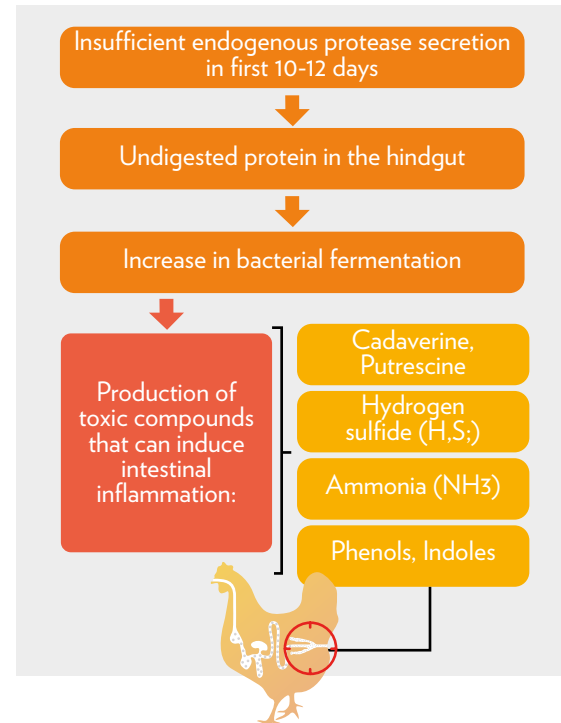 Insufficient endogenous protease secretion
in first 10-12 days
Undigested protein in the hindgut
Increase in bacterial fermentation
Production of
toxic compounds
that can induce
intestinal
inflammation:
Cadaverine,
Putrescine
Hydrogen
sulfide (H,S;)
Ammonia (NH3)
Phenols, Indoles